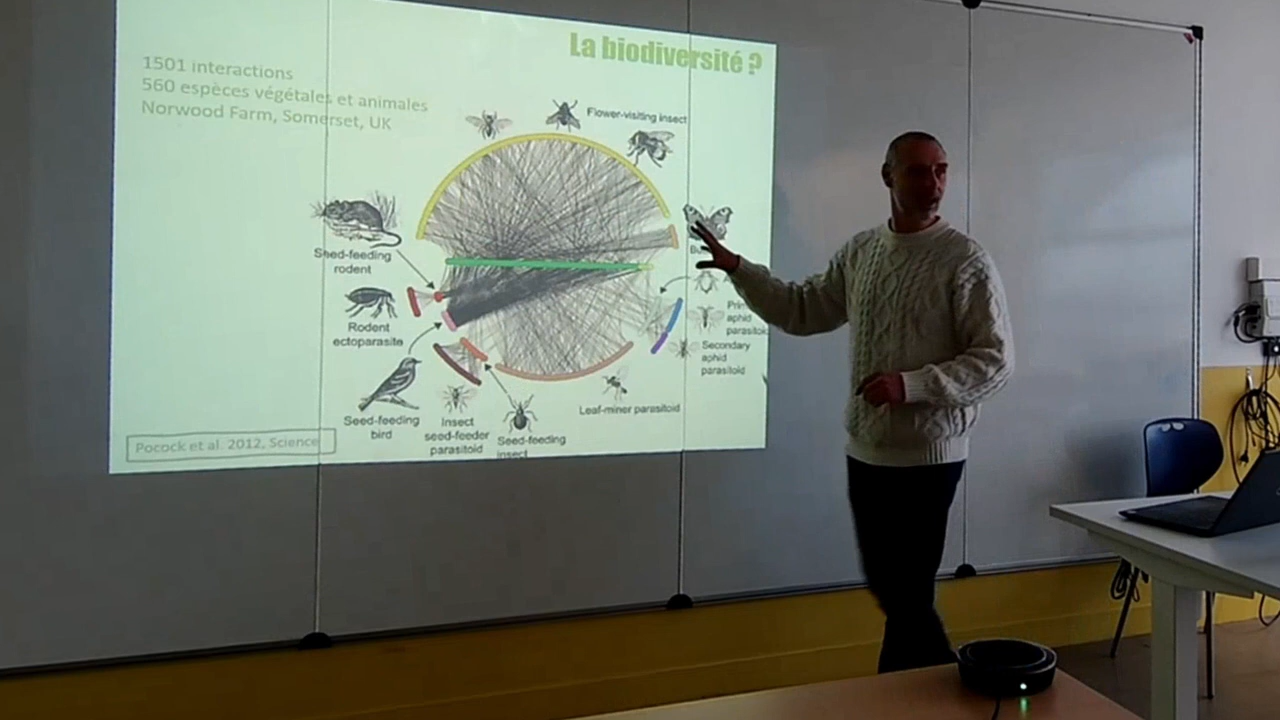 La biodiversité ?
1501 interactions
560 espèces végétales et animales
Norwood Farm, Somerset, UK
Flower-visiting insect
Seed-feeding
rodent
Rodent
ectoparasite
aphid
Secondary
aphid
parasitoid
Seed-feeding
bird
Insect
seed-feeder
parasitoid
Seed-feeding
insect
Leaf-miner parasitoid
Pocock et al. 2012, Science